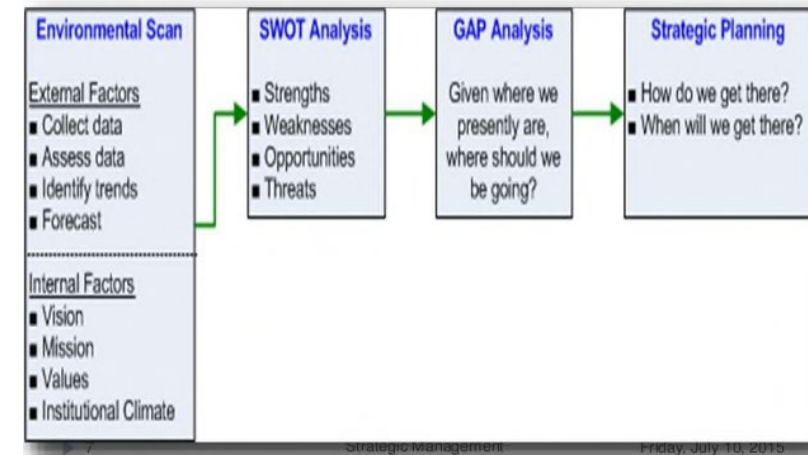 Environmental Scan
External Factors
▪ Collect data
▪ Assess data
▪ Identify trends
▪ Forecast
Internal Factors
▪ Vision
▪ Mission
▪ Values
▪ Institutional Climate
SWOT Analysis
▪ Strengths
▪ Weaknesses
▪ Opportunities
▪ Threats
GAP Analysis
Given where we
presently are,
where should we
be going?
Strategic Planning
▪ How do we get there?
▪ When will we get there?
7
Strategic Management
Friday, July 10, 2015